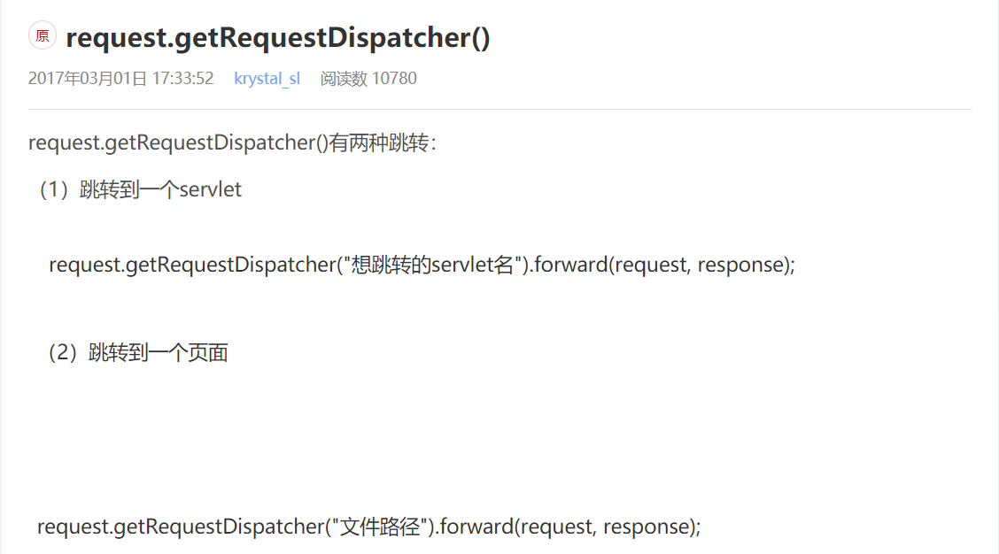 原 request.getRequestDispatcher()
2017年03月01日 17:33:52 krystal_sl 阅读数 10780
request.getRequestDispatcher()有两种跳转：
（1）跳转到一个servlet
request.getRequestDispatcher("想跳转的servlet名").forward(request, response);
（2）跳转到一个页面
request.getRequestDispatcher("文件路径").forward(request, response);